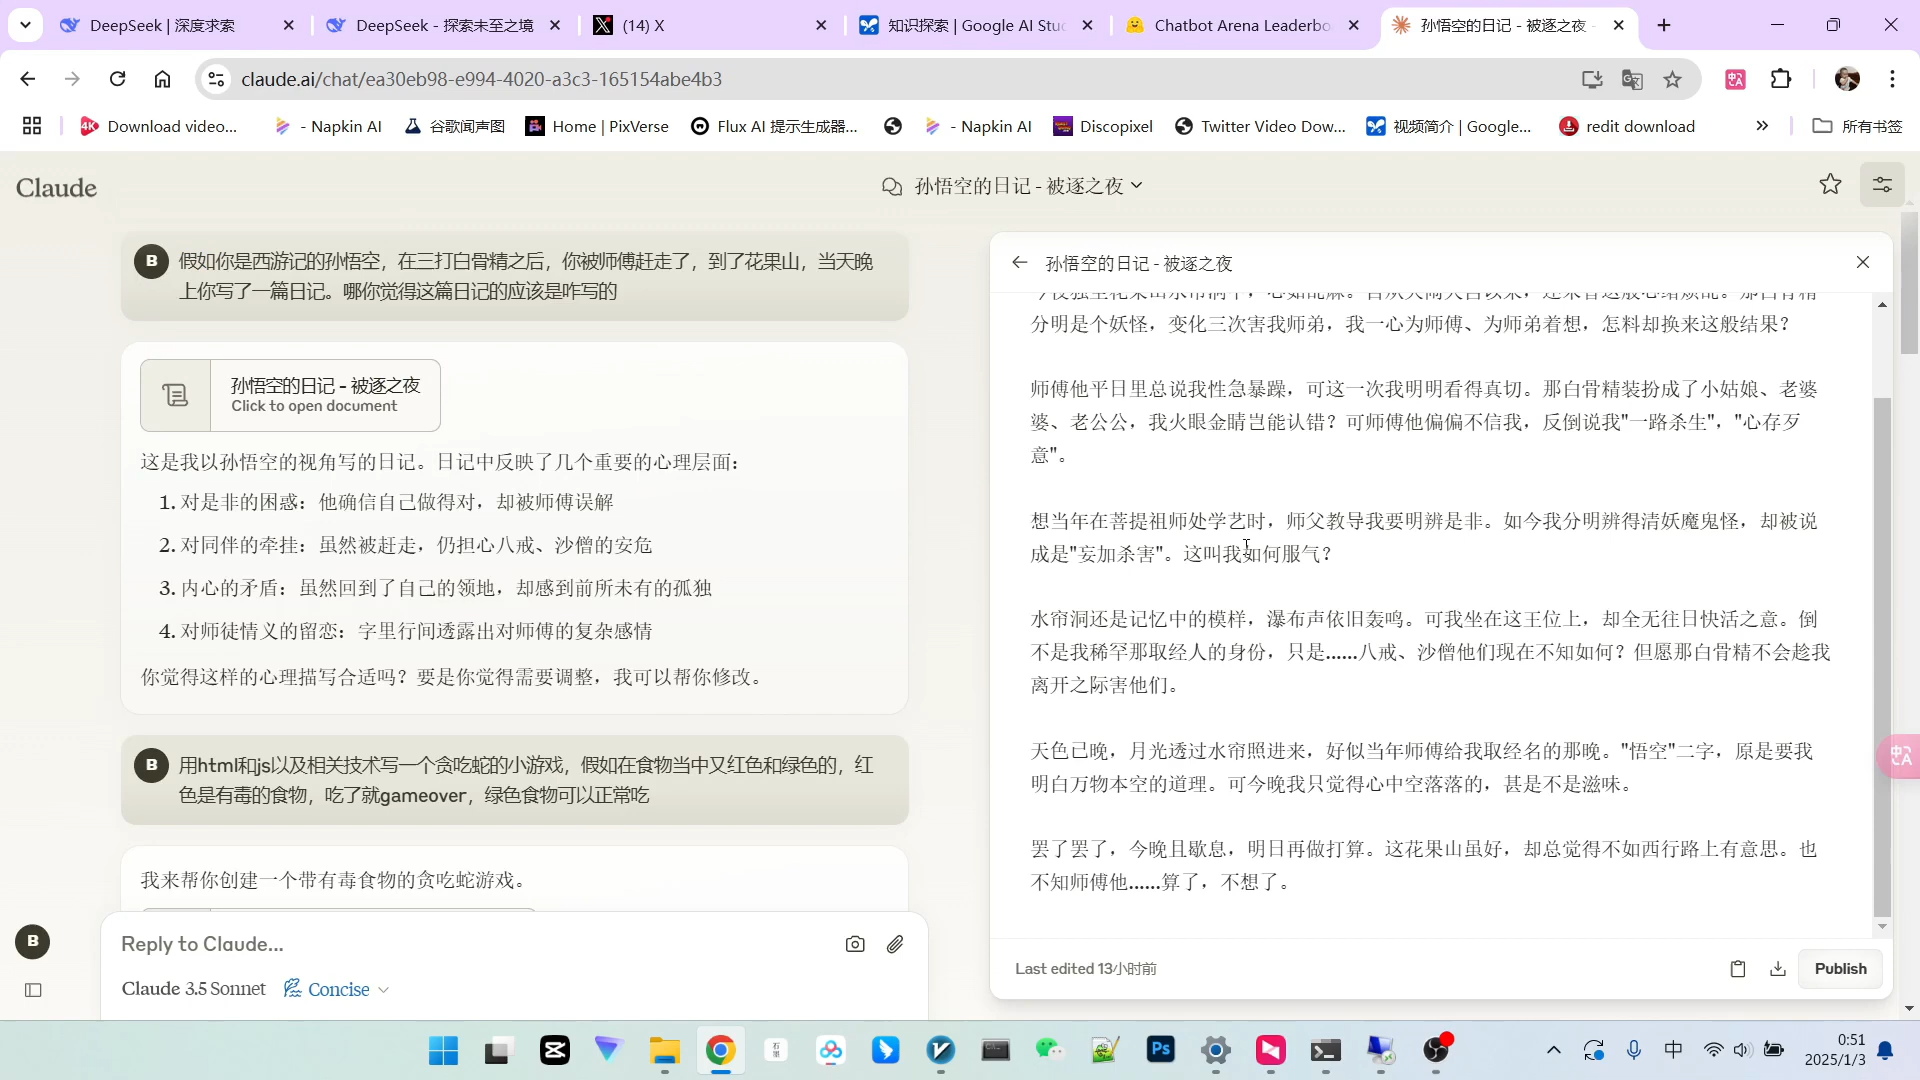 DeepSeek | 深度求索
DeepSeek - 探索未至之境
(14) X
知识探索 | Google AI Stud
Chatbot Arena Leaderbo
孙悟空的日记 - 被逐之夜 -
claude.ai/chat/ea30eb98-e994-4020-a3c3-165154abe4b3
Download video...
- Napkin AI
谷歌闻声图
Home | PixVerse
Flux AI 提示生成器...
- Napkin AI
Discopixel
Twitter Video Dow...
视频简介 | Google...
redit download
所有书签
Claude
孙悟空的日记 - 被逐之夜
B
假如你是西游记的孙悟空，在三打白骨精之后，你被师傅赶走了，到了花果山，当天晚
上你写了一篇日记。哪你觉得这篇日记的应该是咋写的
孙悟空的日记 - 被逐之夜
Click to open document
这是我以孙悟空的视角写的日记。日记中反映了几个重要的心理层面：
1. 对是非的困惑：他确信自己做得对，却被师傅误解
2. 对同伴的牵挂：虽然被赶走，仍担心八戒、沙僧的安危
3. 内心的矛盾：虽然回到了自己的领地，却感到前所未有的孤独
4. 对师徒情义的留恋：字里行间透露出对师傅的复杂感情
你觉得这样的心理描写合适吗？要是你觉得需要调整，我可以帮你修改。
B
用html和js以及相关技术写一个贪吃蛇的小游戏，假如在食物当中又红色和绿色的，红
色是有毒的食物，吃了就gameover，绿色食物可以正常吃
我来帮你创建一个带有毒食物的贪吃蛇游戏。
B
Reply to Claude...
Claude 3.5 Sonnet
Concise
孙悟空的日记 - 被逐之夜
分明是个妖怪，变化三次害我师弟，我一心为师傅、为师弟着想，怎料却换来这般结果？
师傅他平日里总说我性急暴躁，可这一次我明明看得真切。那白骨精装扮成了小姑娘、老婆
婆、老公公，我火眼金睛岂能认错？可师傅他偏偏不信我，反倒说我"一路杀生"，"心存歹
意"。
想当年在菩提祖师处学艺时，师父教导我要明辨是非。如今我分明辨得清妖魔鬼怪，却被说
成是"妄加杀害"。这叫我如何服气？
水帘洞还是记忆中的模样，瀑布声依旧轰鸣。可我坐在这王位上，却全无往日快活之意。倒
不是我稀罕那取经人的身份，只是......八戒、沙僧他们现在不知如何？但愿那白骨精不会趁我
离开之际害他们。
天色已晚，月光透过水帘照进来，好似当年师傅给我取经名的那晚。"悟空"二字，原是要我
明白万物本空的道理。可今晚我只觉得心中空落落的，甚是不是滋味。
罢了罢了，今晚且歇息，明日再做打算。这花果山虽好，却总觉得不如西行路上有意思。也
不知师傅他......算了，不想了。
Last edited 13小时前
Publish
中
0:51
2025/1/3